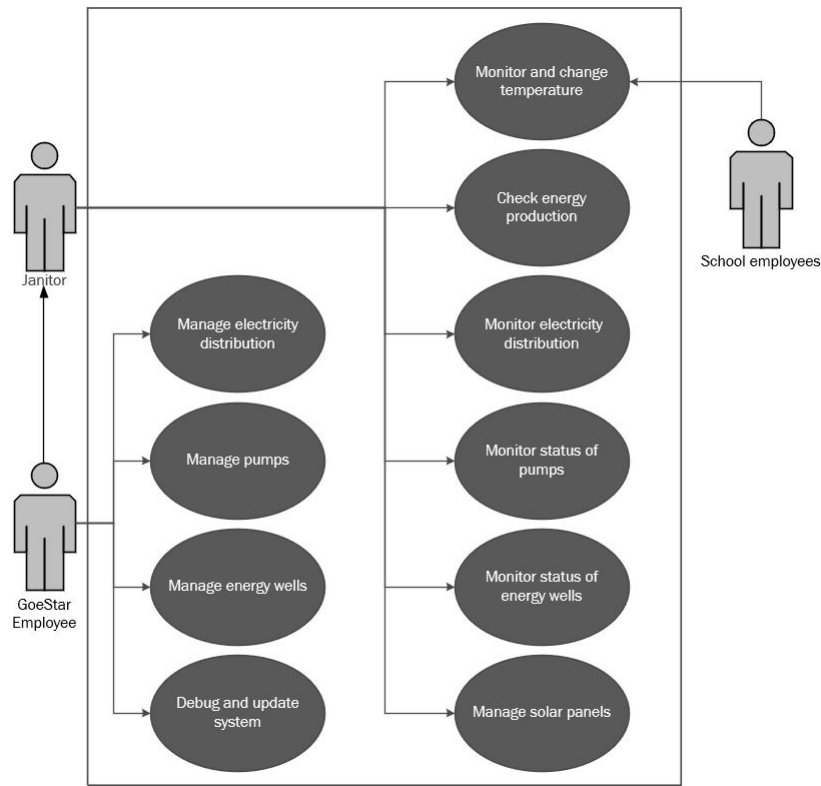 Monitor and change
temperature
Check energy
production
School employees
Janitor
Manage electricity
distribution
Monitor electricity
distribution
Manage pumps
Monitor status of
pumps
Manage energy wells
Monitor status of
energy wells
GoeStar
Employee
Debug and update
system
Manage solar panels